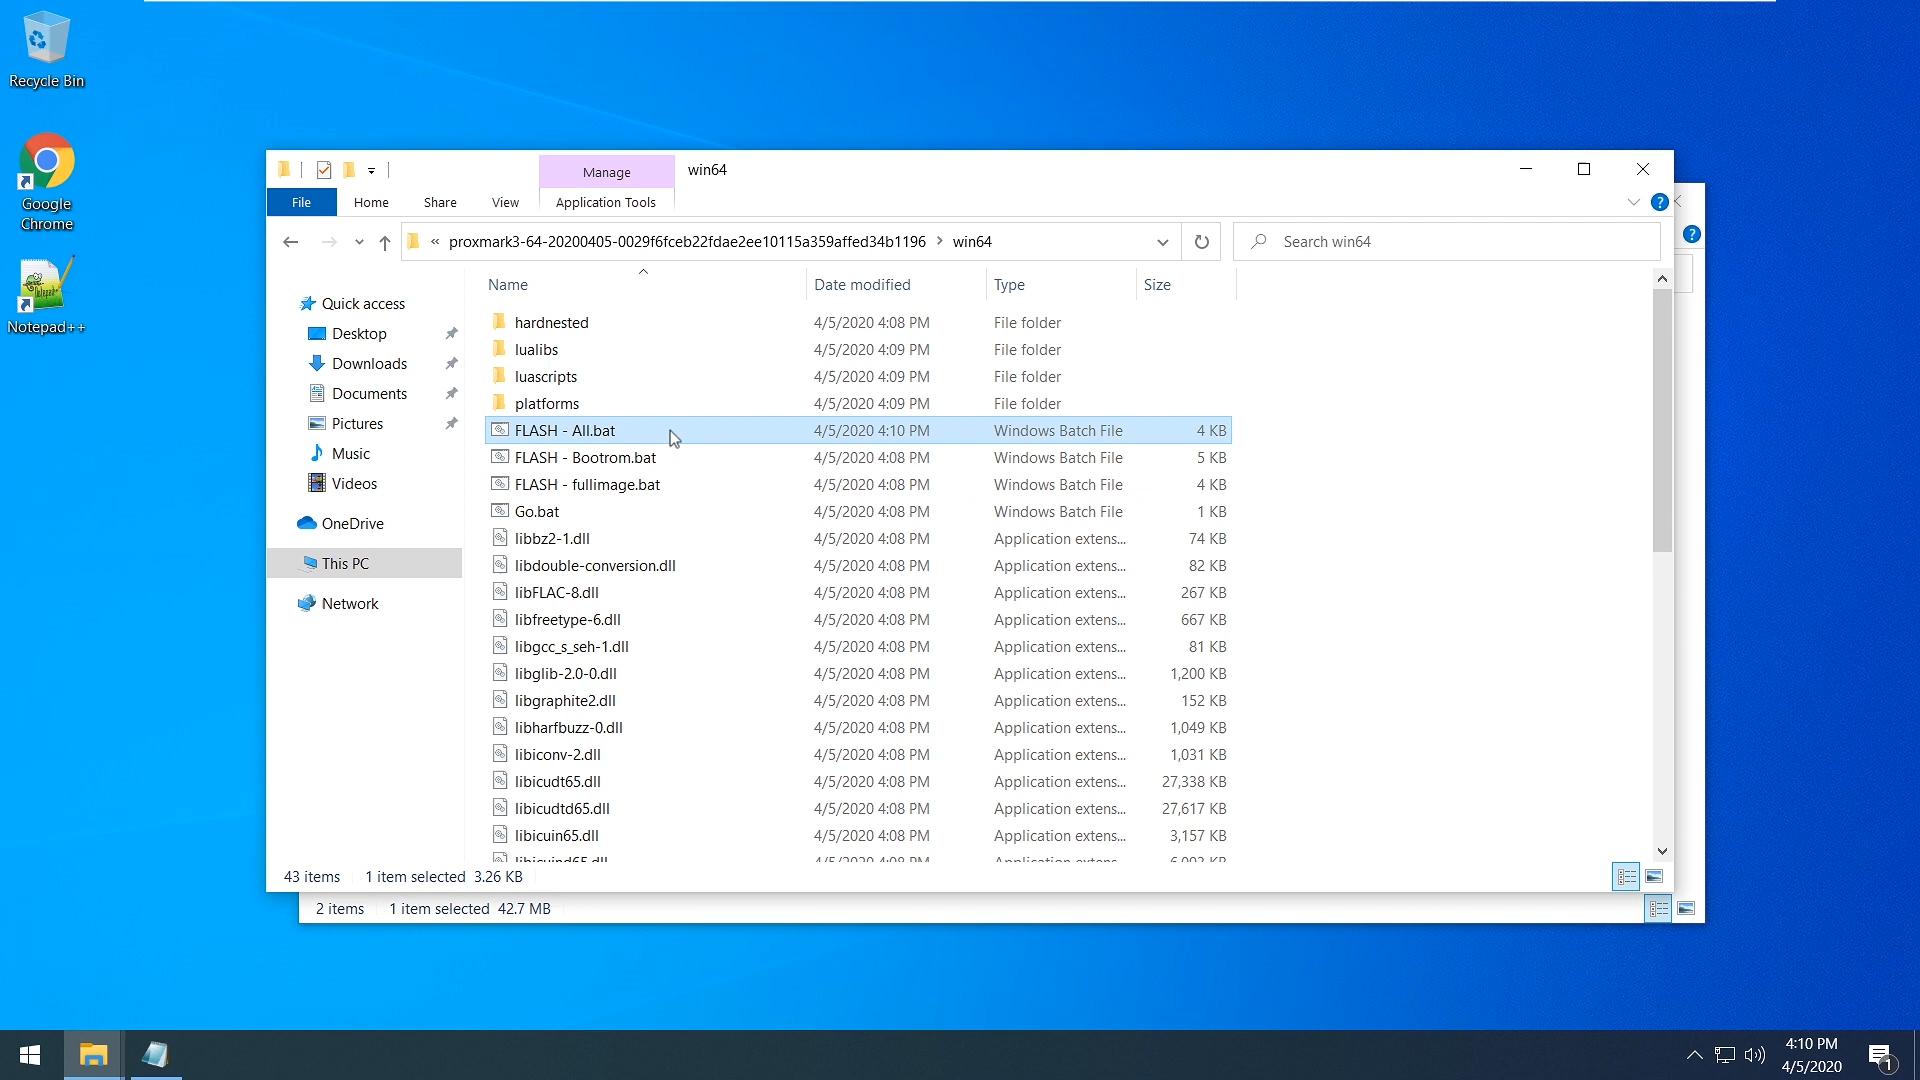 Recycle Bin
Google
Chrome
Notepad++
Manage
win64
File
Home
Share
View
Application Tools
?
?
« proxmark3-64-20200405-0029f6fceb22fdae2ee10115a359affed34b1196 > win64
Search win64
Name Date modified Type Size
Quick access
Desktop
Downloads
Documents
Pictures
Music
Videos
OneDrive
This PC
Network
hardnested 4/5/2020 4:08 PM File folder
lualibs 4/5/2020 4:09 PM File folder
luascripts 4/5/2020 4:09 PM File folder
platforms 4/5/2020 4:09 PM File folder
FLASH - All.bat 4/5/2020 4:10 PM Windows Batch File 4 KB
FLASH - Bootrom.bat 4/5/2020 4:08 PM Windows Batch File 5 KB
FLASH - fullimage.bat 4/5/2020 4:08 PM Windows Batch File 4 KB
Go.bat 4/5/2020 4:08 PM Windows Batch File 1 KB
libbz2-1.dll 4/5/2020 4:08 PM Application extens... 74 KB
libdouble-conversion.dll 4/5/2020 4:08 PM Application extens... 82 KB
libFLAC-8.dll 4/5/2020 4:08 PM Application extens... 267 KB
libfreetype-6.dll 4/5/2020 4:08 PM Application extens... 667 KB
libgcc_s_seh-1.dll 4/5/2020 4:08 PM Application extens... 81 KB
libglib-2.0-0.dll 4/5/2020 4:08 PM Application extens... 1,200 KB
libgraphite2.dll 4/5/2020 4:08 PM Application extens... 152 KB
libharfbuzz-0.dll 4/5/2020 4:08 PM Application extens... 1,049 KB
libiconv-2.dll 4/5/2020 4:08 PM Application extens... 1,031 KB
libicudt65.dll 4/5/2020 4:08 PM Application extens... 27,338 KB
libicudtd65.dll 4/5/2020 4:08 PM Application extens... 27,617 KB
libicuin65.dll 4/5/2020 4:08 PM Application extens... 3,157 KB
libicuind65.dll 4/5/2020 4:08 PM Application extens...
43 items 1 item selected 3.26 KB
2 items 1 item selected 42.7 MB
4:10 PM
4/5/2020
1